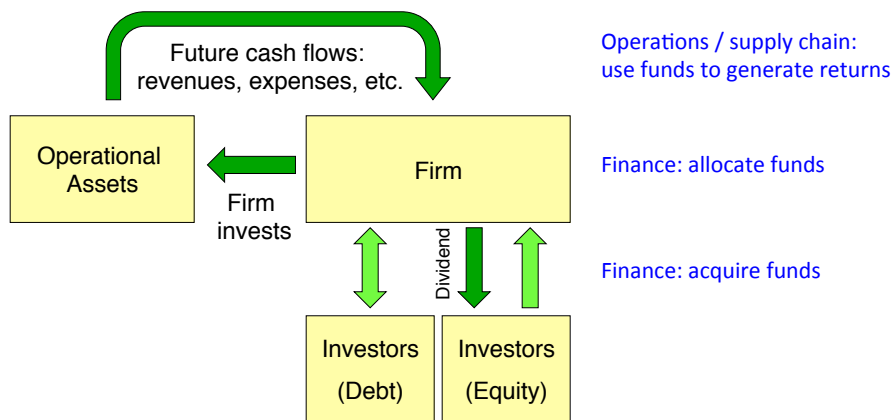 Future cash flows:
revenues, expenses, etc.
Operations / supply chain:
use funds to generate returns
Operational
Assets
Firm
invests
Firm
Finance: allocate funds
Dividend
Finance: acquire funds
Investors
(Debt)
Investors
(Equity)